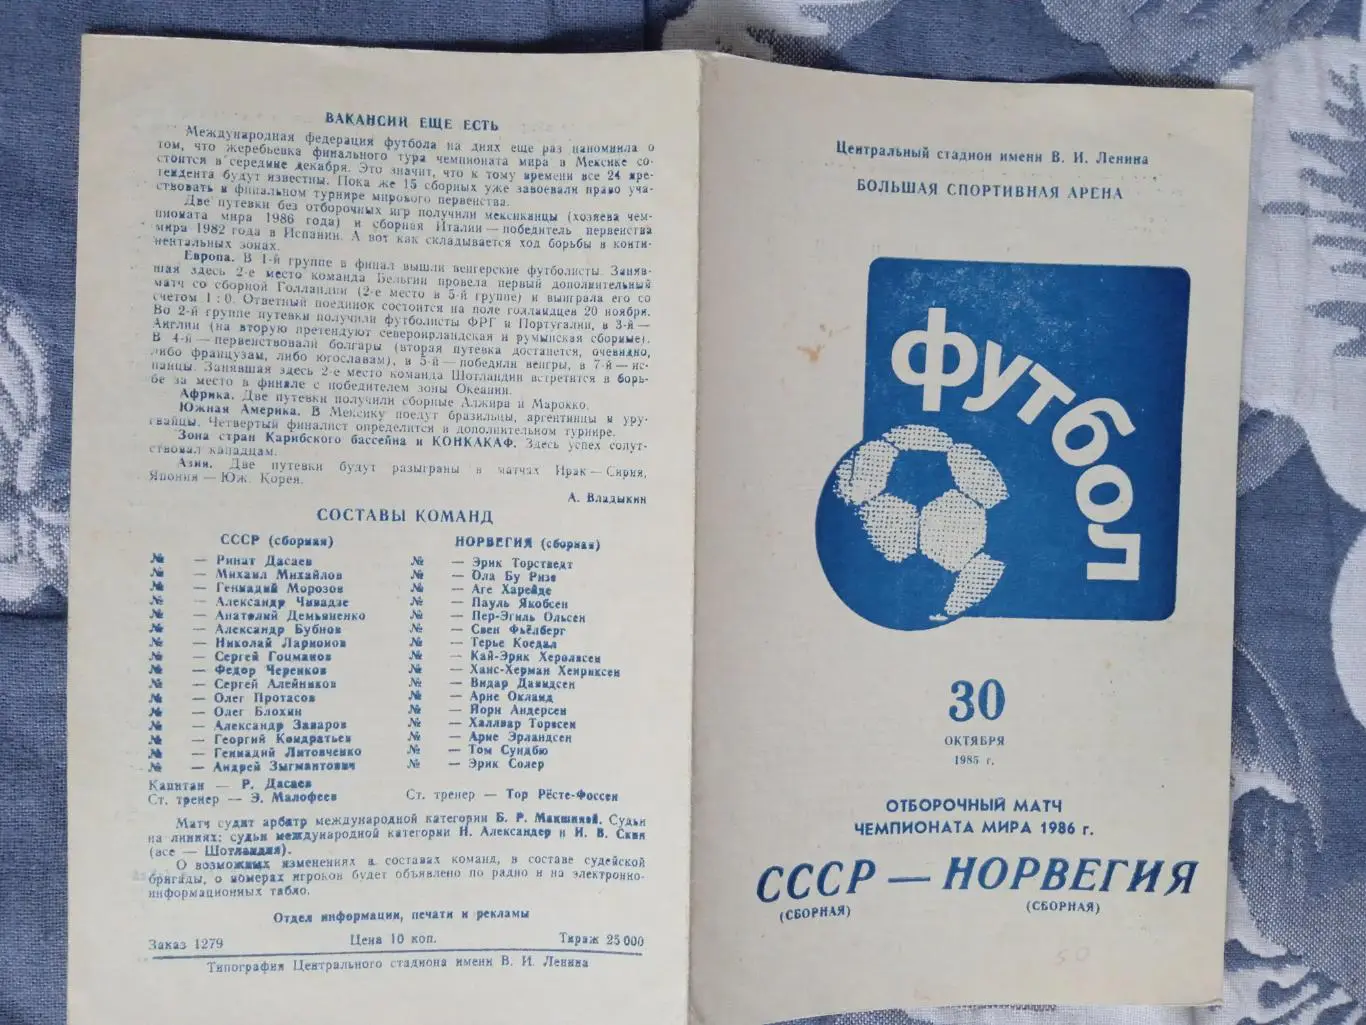 ВАКАНСИИ ЕЩЕ ЕСТЬ
Международная федерация футбола на днях еще раз напомнила о
том, что жеребьевка финального тура чемпионата мира в Мексике со-
стоится в середине декабря. Это значит, что к тому времени все 24 пре-
тендента будут известны. Пока же 15 сборных уже завоевали право уча-
ствовать в финальном турнире мирового первенства.
Две путевки без отборочных игр получили мексиканцы (хозяева чем-
пионата мира 1986 года) и сборная Италии — победитель первенства
мира 1982 года в Испании. А вот как складывается ход борьбы в конти-
нентальных зонах.
Европа. В 1-й группе в финал вышли венгерские футболисты. Заняв-
шая здесь 2-е место команда Бельгии провела первый дополнительный
матч со сборной Голландии (2-е место в 5-й группе) и выиграла его со
счетом 1 : 0. Ответный поединок состоится на поле голландцев 20 ноября.
Во 2-й группе путевки получили футболисты ФРГ и Португалии, в 3-й —
Англии (на вторую претендуют североирландская и румынская сборные).
В 4-й — первенствовали болгары (вторая путевка достанется, очевидно,
либо французам, либо югославам), в 5-й — победили венгры, в 7-й — ис-
панцы. Занявшая здесь 2-е место команда Шотландии встретится в борь-
бе за место в финале с победителем зоны Океании.
Африка. Две путевки получили сборные Алжира и Марокко.
Южная Америка. В Мексику поедут бразильцы, аргентинцы и уру-
гвайцы. Четвертый финалист определится в дополнительном турнире.
Зона стран Карибского бассейна и КОНКАКАФ. Здесь успех сопут-
ствовал канадцам.
Азия. Две путевки будут разыграны в матчах Ирак — Сирия,
Япония — Юж. Корея.
А. Владыкин
СОСТАВЫ КОМАНД
СССР (сборная)
№ — Ринат Дасаев
№ — Михаил Михайлов
№ — Геннадий Морозов
№ — Александр Чивадзе
№ — Анатолий Демьяненко
№ — Александр Бубнов
№ — Николай Ларионов
№ — Сергей Гоцманов
№ — Федор Черенков
№ — Сергей Алейников
№ — Олег Протасов
№ — Олег Блохин
№ — Александр Заваров
№ — Георгий Кондратьев
№ — Геннадий Литовченко
№ — Андрей Зыгмантович
Капитан — Р. Дасаев
Ст. тренер — Э. Малофеев
НОРВЕГИЯ (сборная)
№ — Эрик Торстведт
№ — Ола Бу Ризе
№ — Аге Харейде
№ — Пауль Якобсен
№ — Пер-Эгиль Ольсен
№ — Свен Фьёлберг
№ — Терье Коедал
№ — Кай-Эрик Херолвсен
№ — Ханс-Херман Хенриксен
№ — Видар Давидсен
№ — Арне Окланд
№ — Йорн Андерсен
№ — Халлвар Торесен
№ — Арне Эрландсен
№ — Том Сундбю
№ — Эрик Солер
Ст. тренер — Тор Рёсте-Фоссен
Матч судит арбитр международной категории Б. Р. Макшиней. Судьи
на линиях: судьи международной категории Н. Александер и И. В. Скви
(все — Шотландия).
О возможных изменениях в составах команд, в составе судейской
бригады, о номерах игроков будет объявлено по радио и на электронно-
информационных табло.
Отдел информации, печати и рекламы
Заказ 1279 Цена 10 коп. Тираж 25 000
Типография Центрального стадиона имени В. И. Ленина
Центральный стадион имени В. И. Ленина
БОЛЬШАЯ СПОРТИВНАЯ АРЕНА
футбол
30
ОКТЯБРЯ
1985 г.
ОТБОРОЧНЫЙ МАТЧ
ЧЕМПИОНАТА МИРА 1986 г.
СССР — НОРВЕГИЯ
(СБОРНАЯ) (СБОРНАЯ)
50